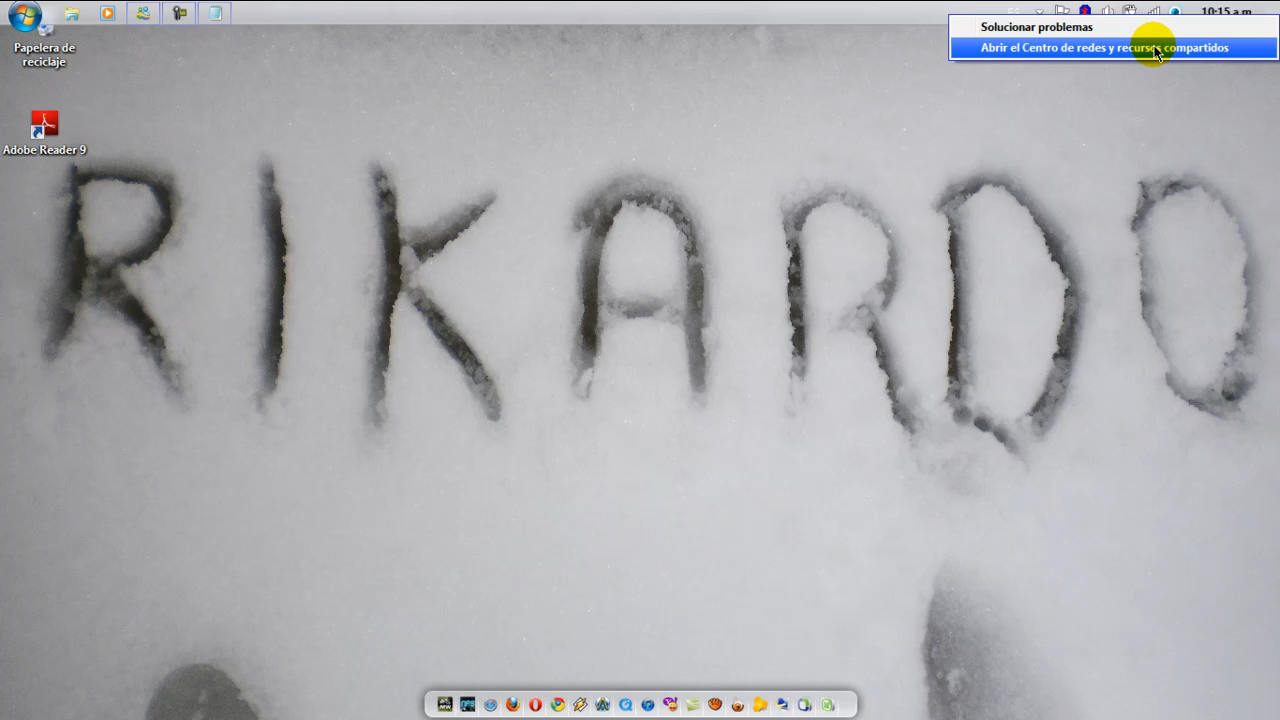 10:15 a.m.
Solucionar problemas
Abrir el Centro de redes y recursos compartidos
Papelera de
reciclaje
Adobe Reader 9
RIKARDO